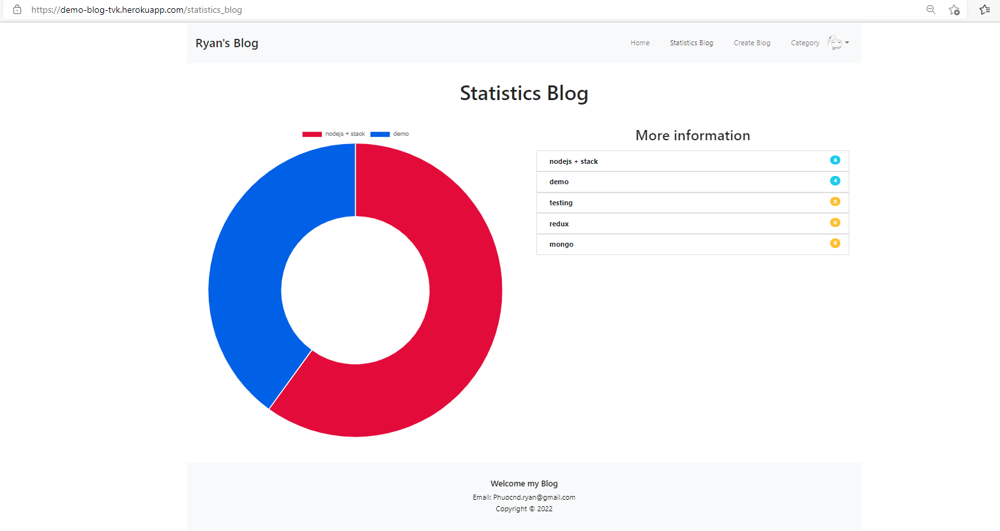 https://demo-blog-tvk.herokuapp.com/statistics_blog
Ryan's Blog
Home Statistics Blog Create Blog Category
Statistics Blog
nodejs + stack demo
More information
nodejs + stack 6
demo 4
testing 0
redux 0
mongo 0
Welcome my Blog
Email: Phuocnd.ryan@gmail.com
Copyright © 2022